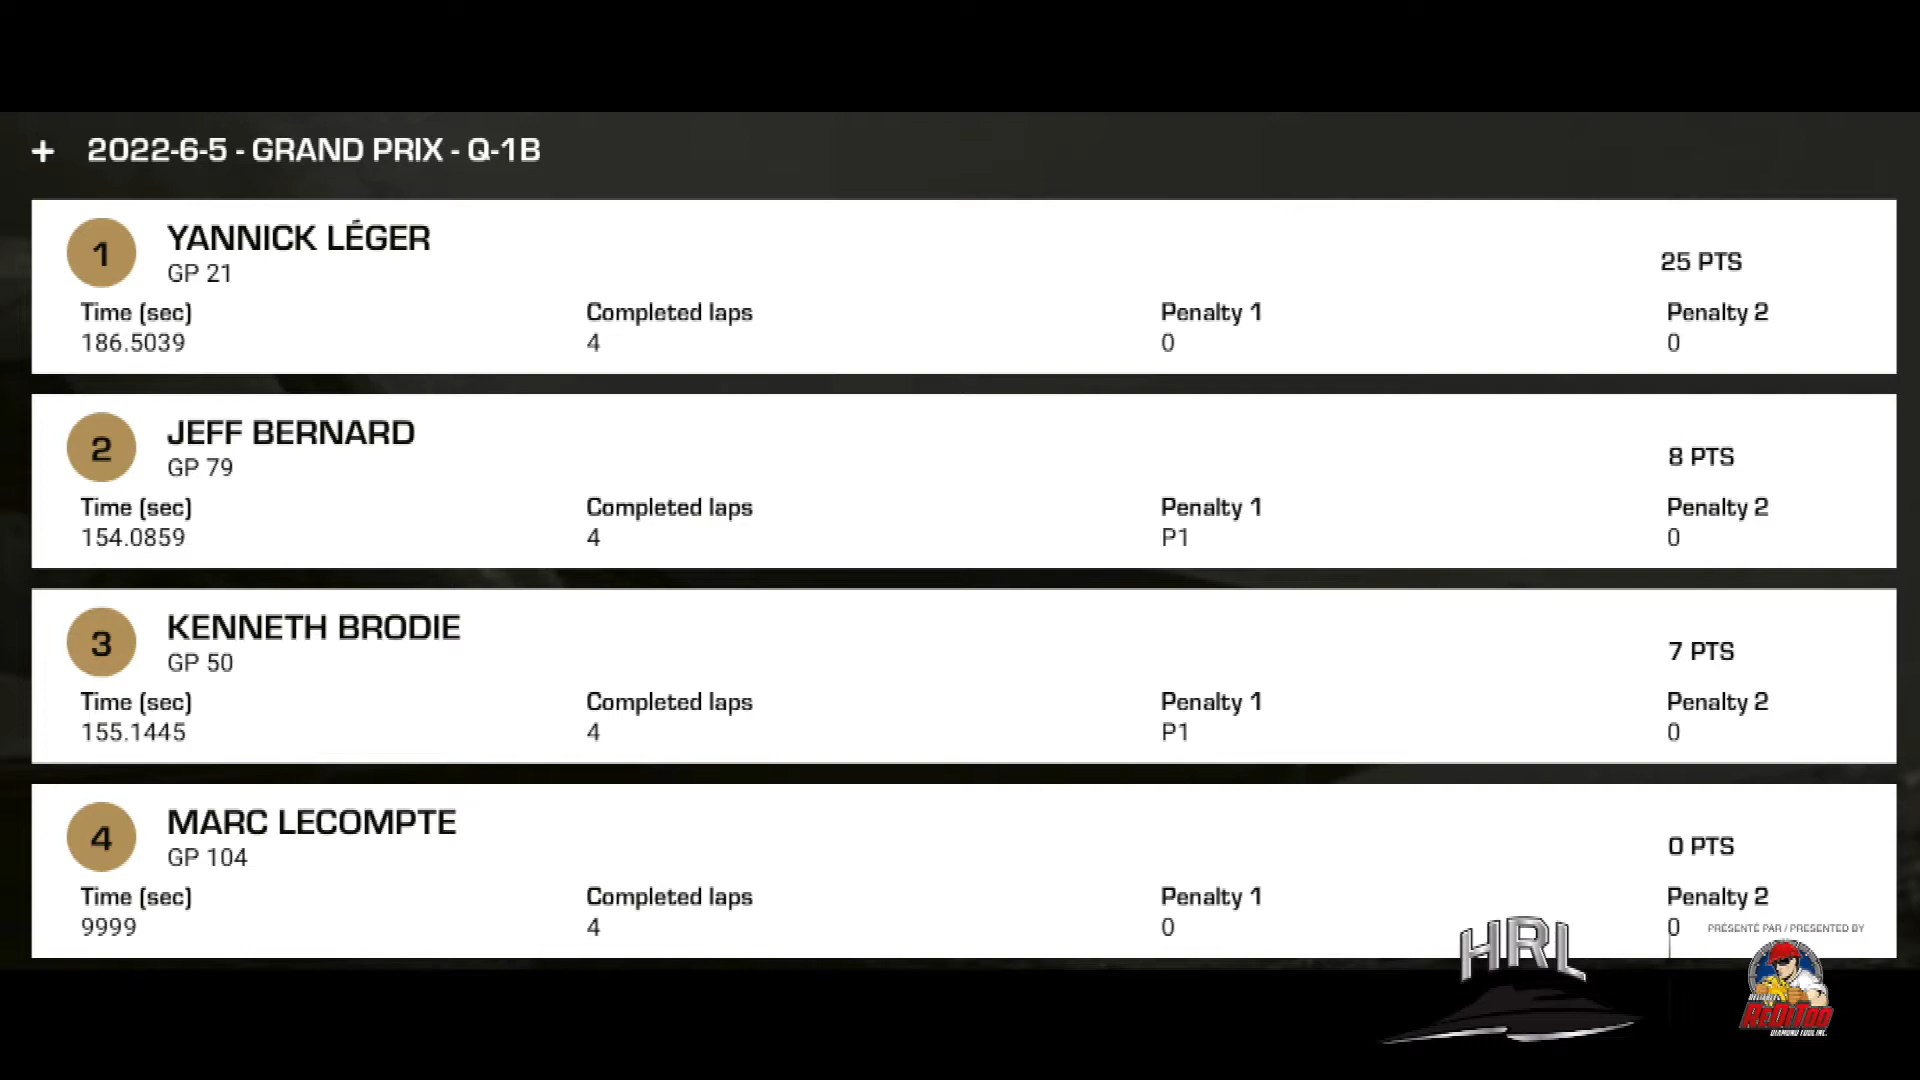 + 2022-6-5 - GRAND PRIX - Q-1B
1 YANNICK LÉGER
GP 21
25 PTS
Time (sec) Completed laps Penalty 1 Penalty 2
186.5039 4 0 0
2 JEFF BERNARD
GP 79
8 PTS
Time (sec) Completed laps Penalty 1 Penalty 2
154.0859 4 P1 0
3 KENNETH BRODIE
GP 50
7 PTS
Time (sec) Completed laps Penalty 1 Penalty 2
155.1445 4 P1 0
4 MARC LECOMPTE
GP 104
0 PTS
Time (sec) Completed laps Penalty 1 Penalty 2
9999 4 0 0
PRÉSENTÉ PAR / PRESENTED BY
HRL
REDITOO
DIAMOND TOOL INC.